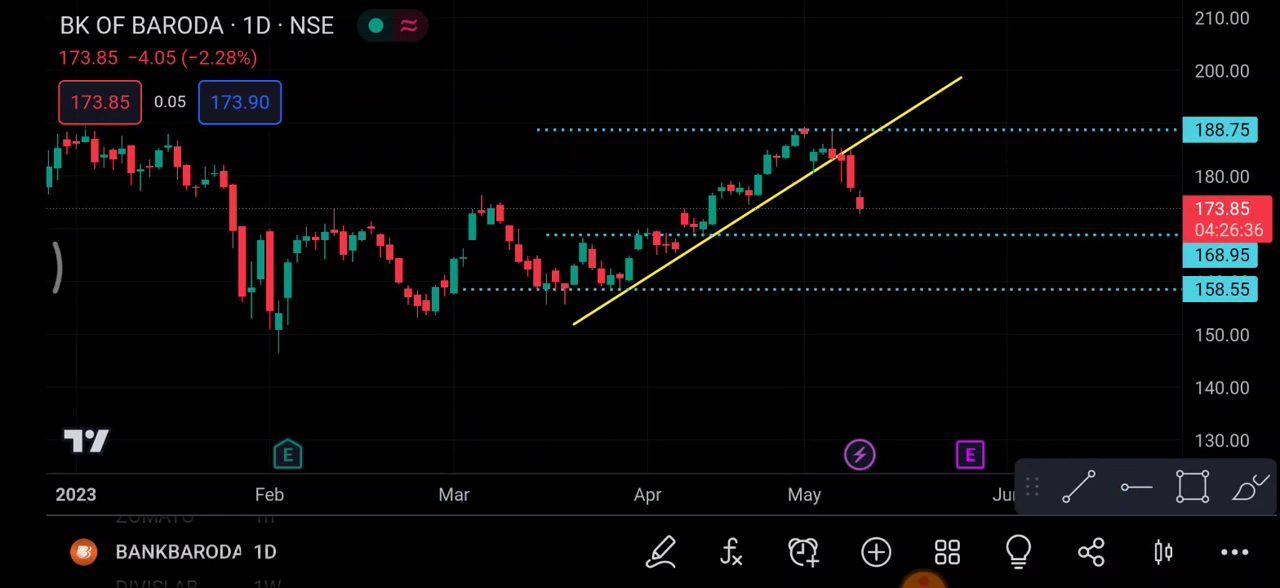 BK OF BARODA · 1D · NSE
173.85 −4.05 (−2.28%)
173.85 0.05 173.90
210.00
200.00
188.75
180.00
173.85
04:26:36
168.95
158.55
150.00
140.00
130.00
E E
2023 Feb Mar Apr May
BANKBARODA 1D